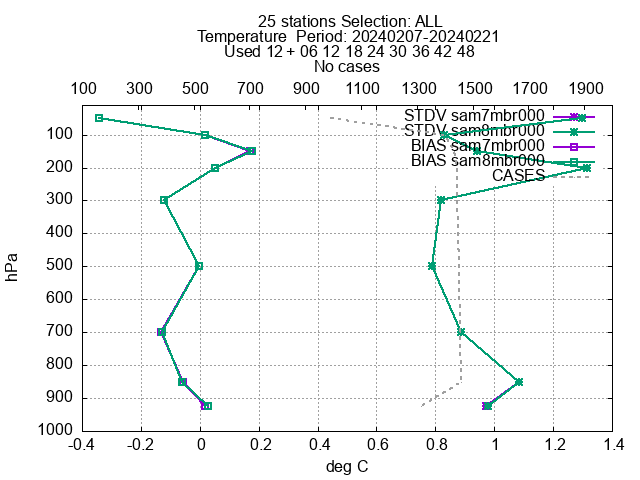 25 stations Selection: ALL
Temperature  Period: 20240207-20240221
Used 12 + 06 12 18 24 30 36 42 48
No cases
100 300 500 700 900 1100 1300 1500 1700 1900
STDV sam7mbr000
STDV sam8mbr000
BIAS sam7mbr000
BIAS sam8mbr000
CASES
100
200
300
400
500
600
700
800
900
1000
hPa
-0.4 -0.2 0 0.2 0.4 0.6 0.8 1 1.2 1.4
deg C